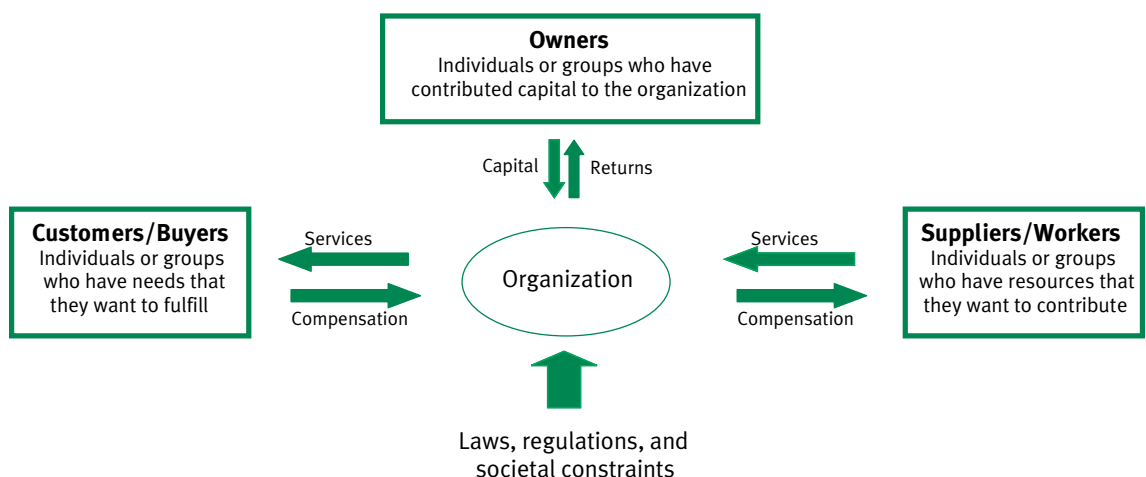 Owners
Individuals or groups who have
contributed capital to the organization
Capital
Returns
Customers/Buyers
Individuals or groups
who have needs that
they want to fulfill
Services
Compensation
Organization
Services
Compensation
Suppliers/Workers
Individuals or groups
who have resources that
they want to contribute
Laws, regulations, and
societal constraints